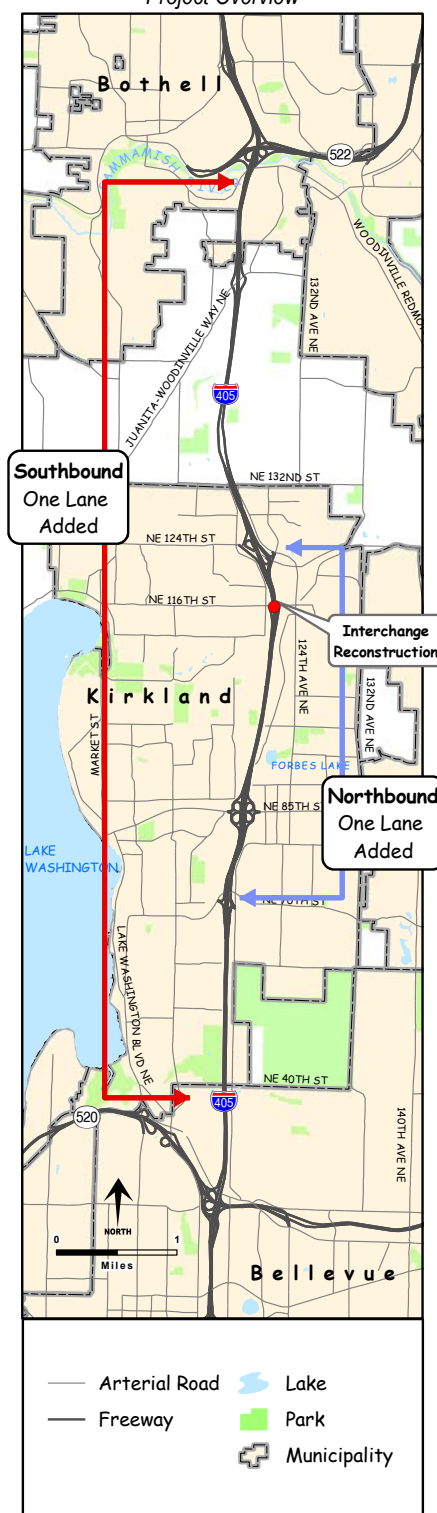 Project Overview
Bothell
SAMMAMISH RIVER
522
WOODINVILLE REDMON
132ND AVE NE
JUANITA-WOODINVILLE WAY NE
405
NE 132ND ST
Southbound
One Lane
Added
NE 124TH ST
NE 116TH ST
Interchange
Reconstruction
124TH AVE NE
132ND AVE NE
Kirkland
MARKET ST
FORBES LAKE
NE 85TH ST
Northbound
One Lane
Added
LAKE
WASHINGTON
NE 70TH ST
LAKE WASHINGTON BLVD NE
NE 40TH ST
405
520
140TH AVE NE
NORTH
0 1
Miles
Bellevue
Arterial Road
Lake
Freeway
Park
Municipality